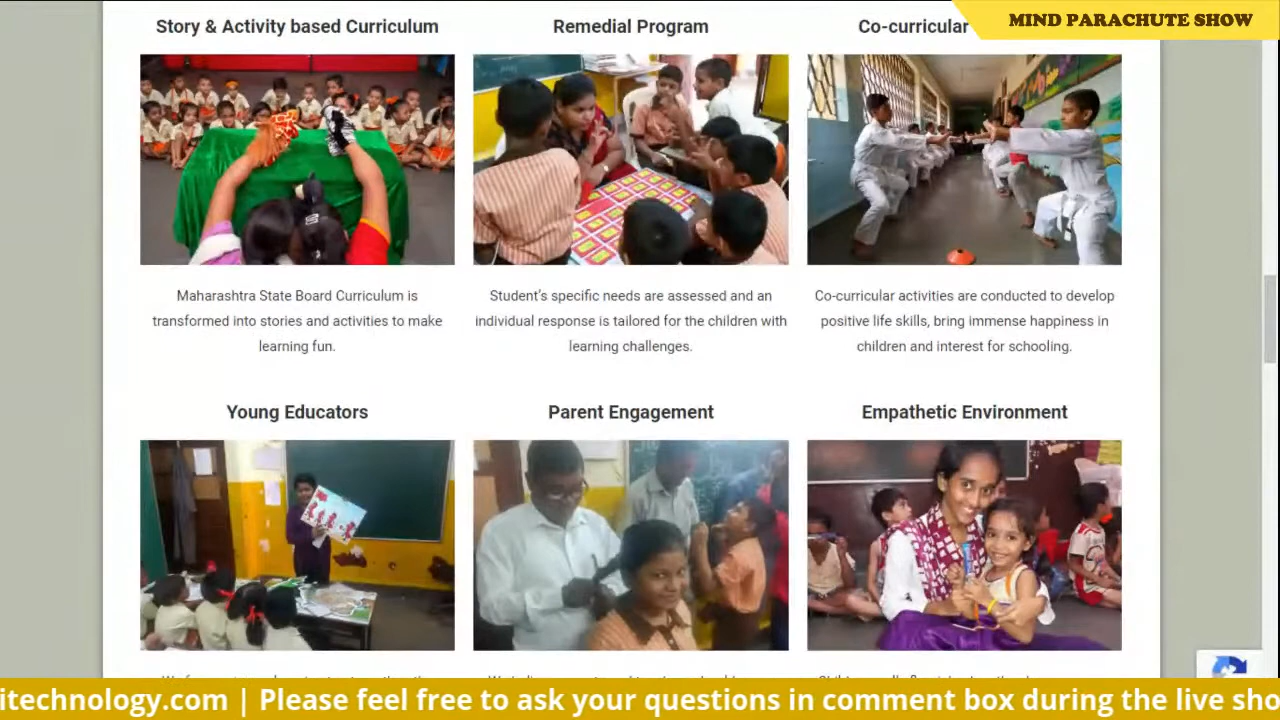 MIND PARACHUTE SHOW
Story & Activity based Curriculum
Remedial Program
Co-curricular
Maharashtra State Board Curriculum is
transformed into stories and activities to make
learning fun.
Student's specific needs are assessed and an
individual response is tailored for the children with
learning challenges.
Co-curricular activities are conducted to develop
positive life skills, bring immense happiness in
children and interest for schooling.
Young Educators
Parent Engagement
Empathetic Environment
itechnology.com | Please feel free to ask your questions in comment box during the live sho